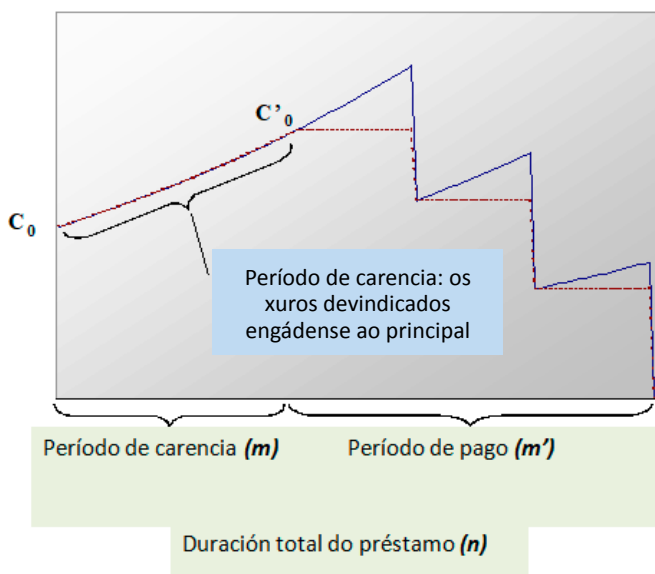 C'0
C0
Período de carencia: os
xuros devindicados
engádense ao principal
Período de carencia (m)
Período de pago (m’)
Duración total do préstamo (n)